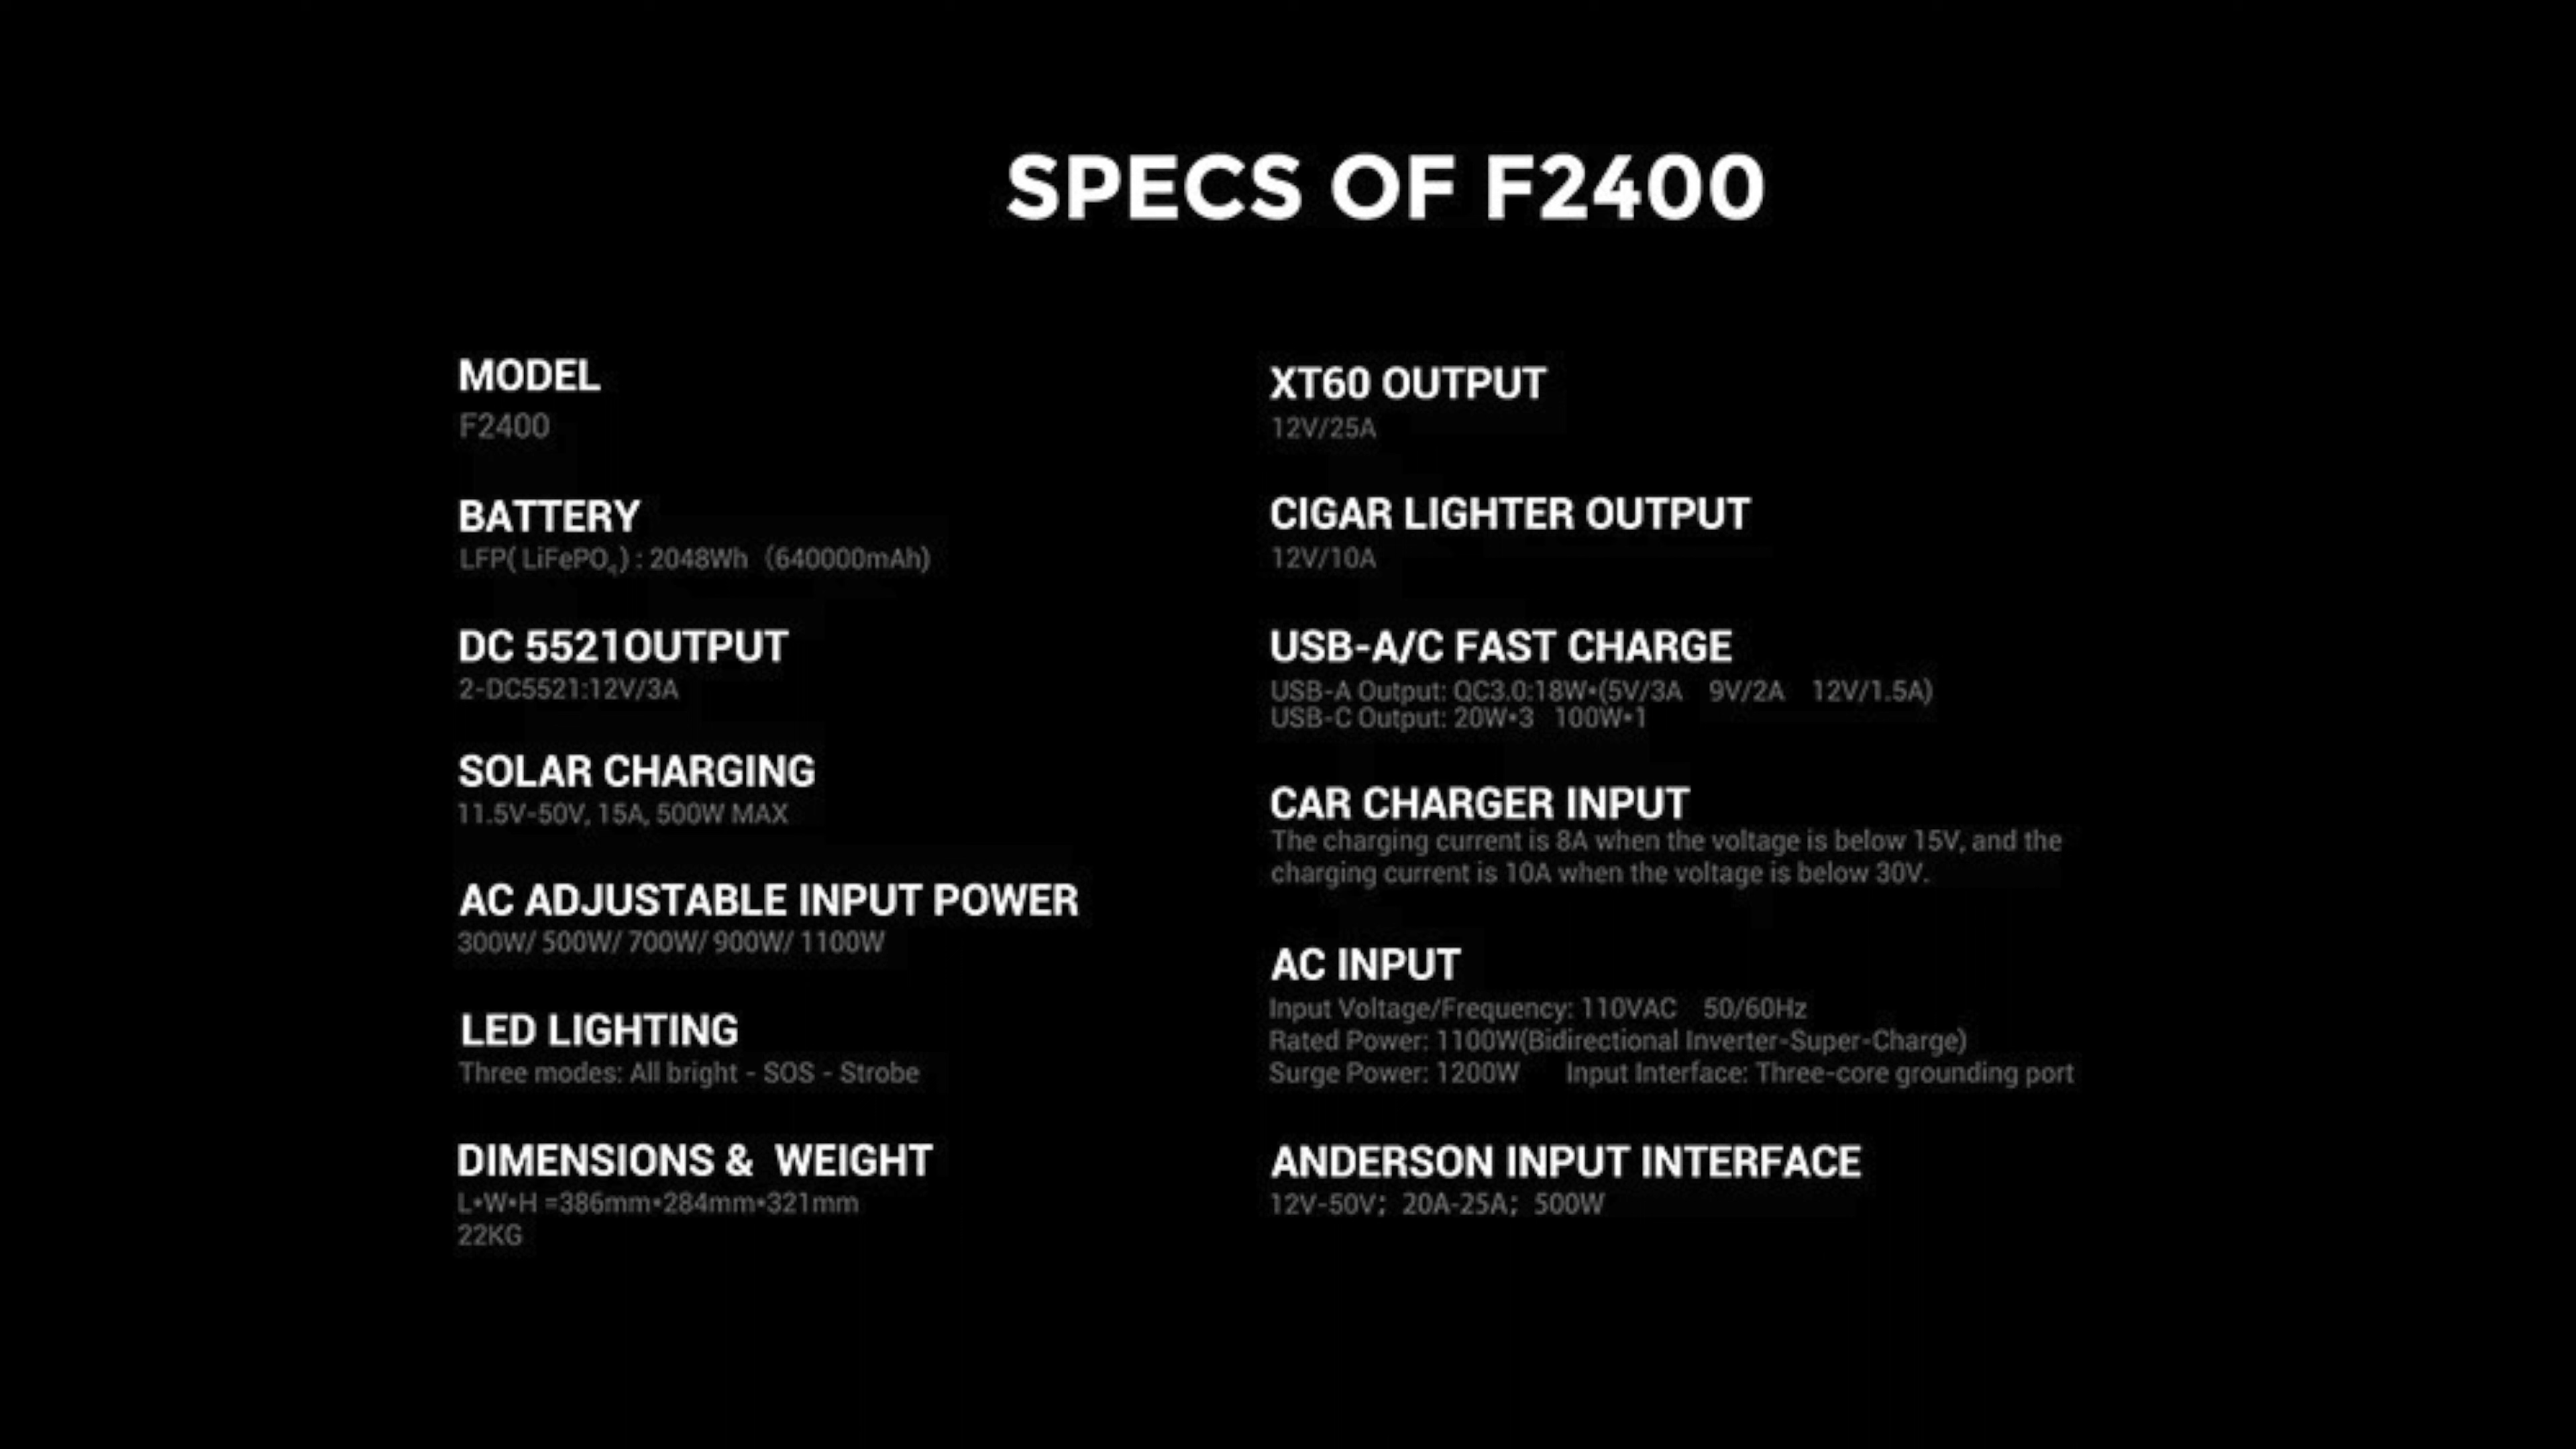 SPECS OF F2400
MODEL
F2400
BATTERY
LFP( LiFePO₄) : 2048Wh (640000mAh)
DC 5521OUTPUT
2-DC5521:12V/3A
SOLAR CHARGING
11.5V-50V, 15A, 500W MAX
AC ADJUSTABLE INPUT POWER
300W/ 500W/ 700W/ 900W/ 1100W
LED LIGHTING
Three modes: All bright - SOS - Strobe
DIMENSIONS & WEIGHT
L*W*H =386mm*284mm*321mm
22KG
XT60 OUTPUT
12V/25A
CIGAR LIGHTER OUTPUT
12V/10A
USB-A/C FAST CHARGE
USB-A Output: QC3.0:18W*(5V/3A 9V/2A 12V/1.5A)
USB-C Output: 20W*3 100W*1
CAR CHARGER INPUT
The charging current is 8A when the voltage is below 15V, and the
charging current is 10A when the voltage is below 30V.
AC INPUT
Input Voltage/Frequency: 110VAC 50/60Hz
Rated Power: 1100W(Bidirectional Inverter-Super-Charge)
Surge Power: 1200W Input Interface: Three-core grounding port
ANDERSON INPUT INTERFACE
12V-50V; 20A-25A; 500W